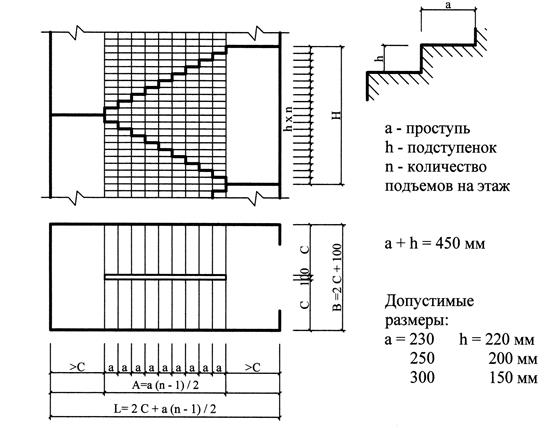 a
h
h x n
H
a - проступь
h - подступенок
n - количество
подъемов на этаж
a + h = 450 мм
C
100
C
B =2 C + 100
Допустимые
размеры:
a = 230 h = 220 мм
250 200 мм
300 150 мм
>C a a a a a a a a a >C
A=a (n - 1) / 2
L= 2 C + a (n - 1) / 2